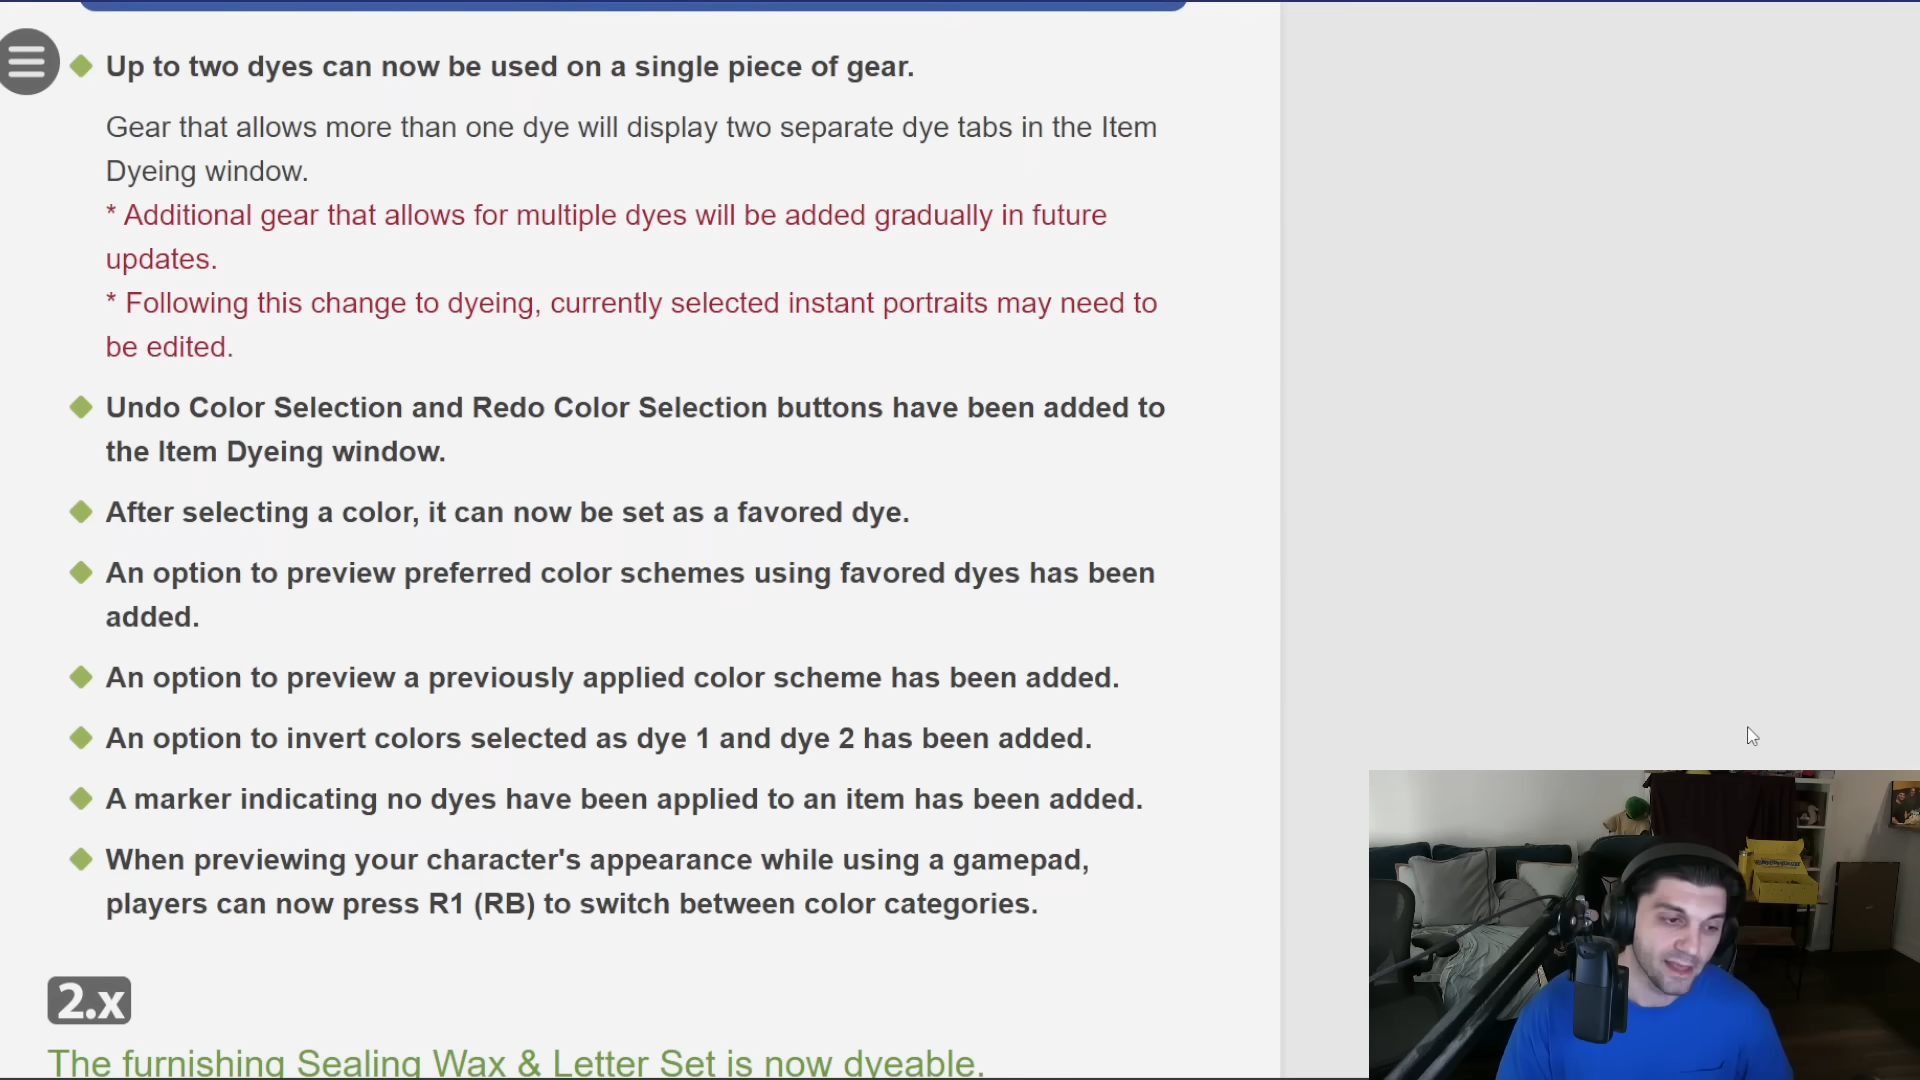 Up to two dyes can now be used on a single piece of gear.
Gear that allows more than one dye will display two separate dye tabs in the Item
Dyeing window.
* Additional gear that allows for multiple dyes will be added gradually in future
updates.
* Following this change to dyeing, currently selected instant portraits may need to
be edited.
Undo Color Selection and Redo Color Selection buttons have been added to
the Item Dyeing window.
After selecting a color, it can now be set as a favored dye.
An option to preview preferred color schemes using favored dyes has been
added.
An option to preview a previously applied color scheme has been added.
An option to invert colors selected as dye 1 and dye 2 has been added.
A marker indicating no dyes have been applied to an item has been added.
When previewing your character's appearance while using a gamepad,
players can now press R1 (RB) to switch between color categories.
2.x
The furnishing Sealing Wax & Letter Set is now dyeable.